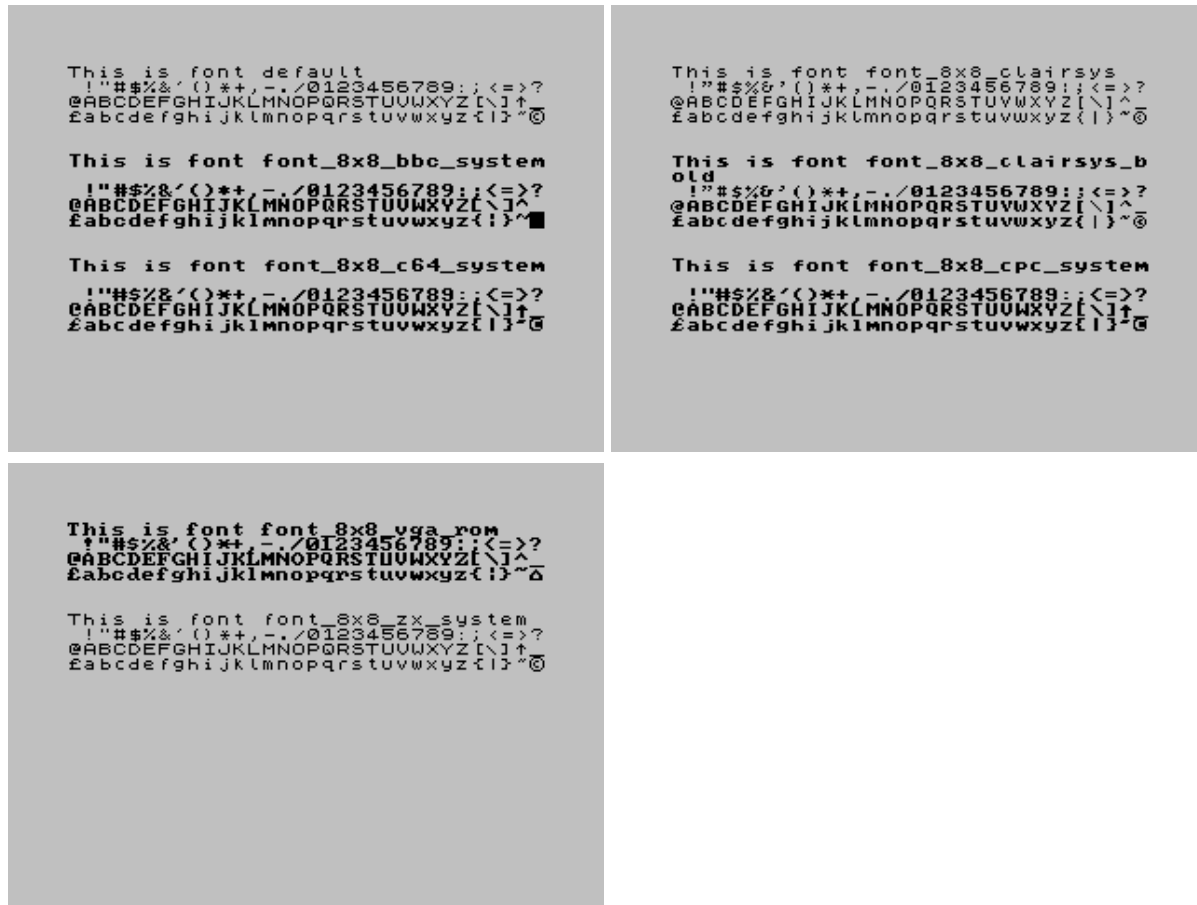 This is font default
 !"#$%&'()*+,-./0123456789:;<=>?
@ABCDEFGHIJKLMNOPQRSTUVWXYZ[\]↑_
£abcdefghijklmnopqrstuvwxyz{|}~©
This is font font_8x8_bbc_system
 !"#$%&'()*+,-./0123456789:;<=>?
@ABCDEFGHIJKLMNOPQRSTUVWXYZ[\]^_
£abcdefghijklmnopqrstuvwxyz{¦}~■
This is font font_8x8_c64_system
 !"#$%&'()*+,-./0123456789:;<=>?
@ABCDEFGHIJKLMNOPQRSTUVWXYZ[\]↑_
£abcdefghijklmnopqrstuvwxyz{|}~©
This is font font_8x8_clairsys
 !"#$%&'()*+,-./0123456789:;<=>?
@ABCDEFGHIJKLMNOPQRSTUVWXYZ[\]^_
£abcdefghijklmnopqrstuvwxyz{|}~©
This is font font_8x8_clairsys_b
old
 !"#$%&'()*+,-./0123456789:;<=>?
@ABCDEFGHIJKLMNOPQRSTUVWXYZ[\]^_
£abcdefghijklmnopqrstuvwxyz{|}~©
This is font font_8x8_cpc_system
 !"#$%&'()*+,-./0123456789:;<=>?
@ABCDEFGHIJKLMNOPQRSTUVWXYZ[\]↑_
£abcdefghijklmnopqrstuvwxyz{|}~©
This is font font_8x8_vga_rom
 !"#$%&'()*+,-./0123456789:;<=>?
@ABCDEFGHIJKLMNOPQRSTUVWXYZ[\]^_
£abcdefghijklmnopqrstuvwxyz{¦}~⌂
This is font font_8x8_zx_system
 !"#$%&'()*+,-./0123456789:;<=>?
@ABCDEFGHIJKLMNOPQRSTUVWXYZ[\]↑_
£abcdefghijklmnopqrstuvwxyz{|}~©